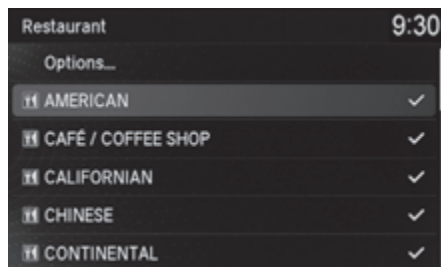 Restaurant 9:30
Options...
AMERICAN
CAFÉ / COFFEE SHOP
CALIFORNIAN
CHINESE
CONTINENTAL